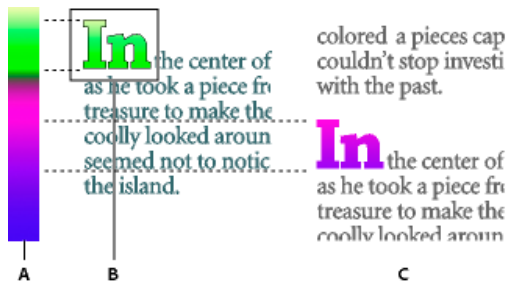 In the center of
as he took a piece fr
treasure to make the
coolly looked aroun
seemed not to notic
the island.
colored a pieces cap
couldn't stop investi
with the past.
In the center of
as he took a piece fr
treasure to make the
coolly looked aroun
A
B
C